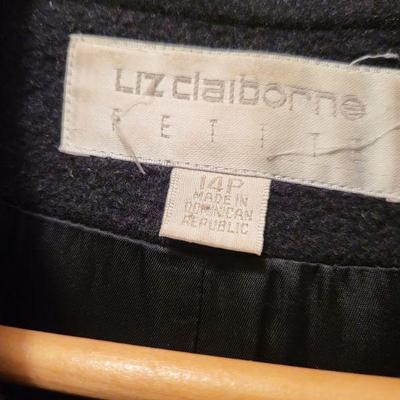 Liz claiborne
PETITE
14P
MADE IN
DOMINICAN
REPUBLIC